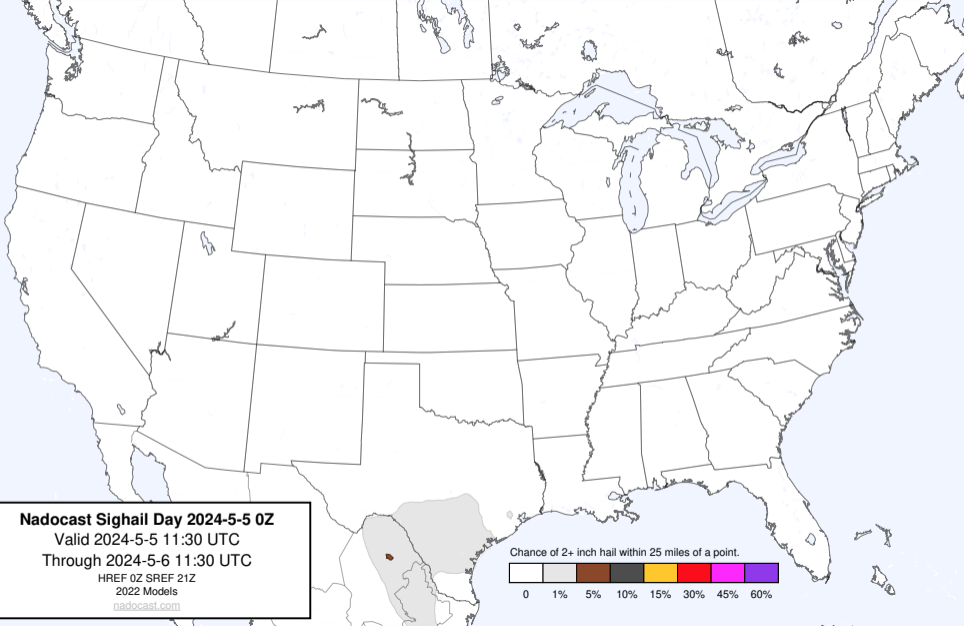 Nadocast Sighail Day 2024-5-5 0Z
Valid 2024-5-5 11:30 UTC
Through 2024-5-6 11:30 UTC
HREF 0Z SREF 21Z
2022 Models
nadocast.com
Chance of 2+ inch hail within 25 miles of a point.
0 1% 5% 10% 15% 30% 45% 60%